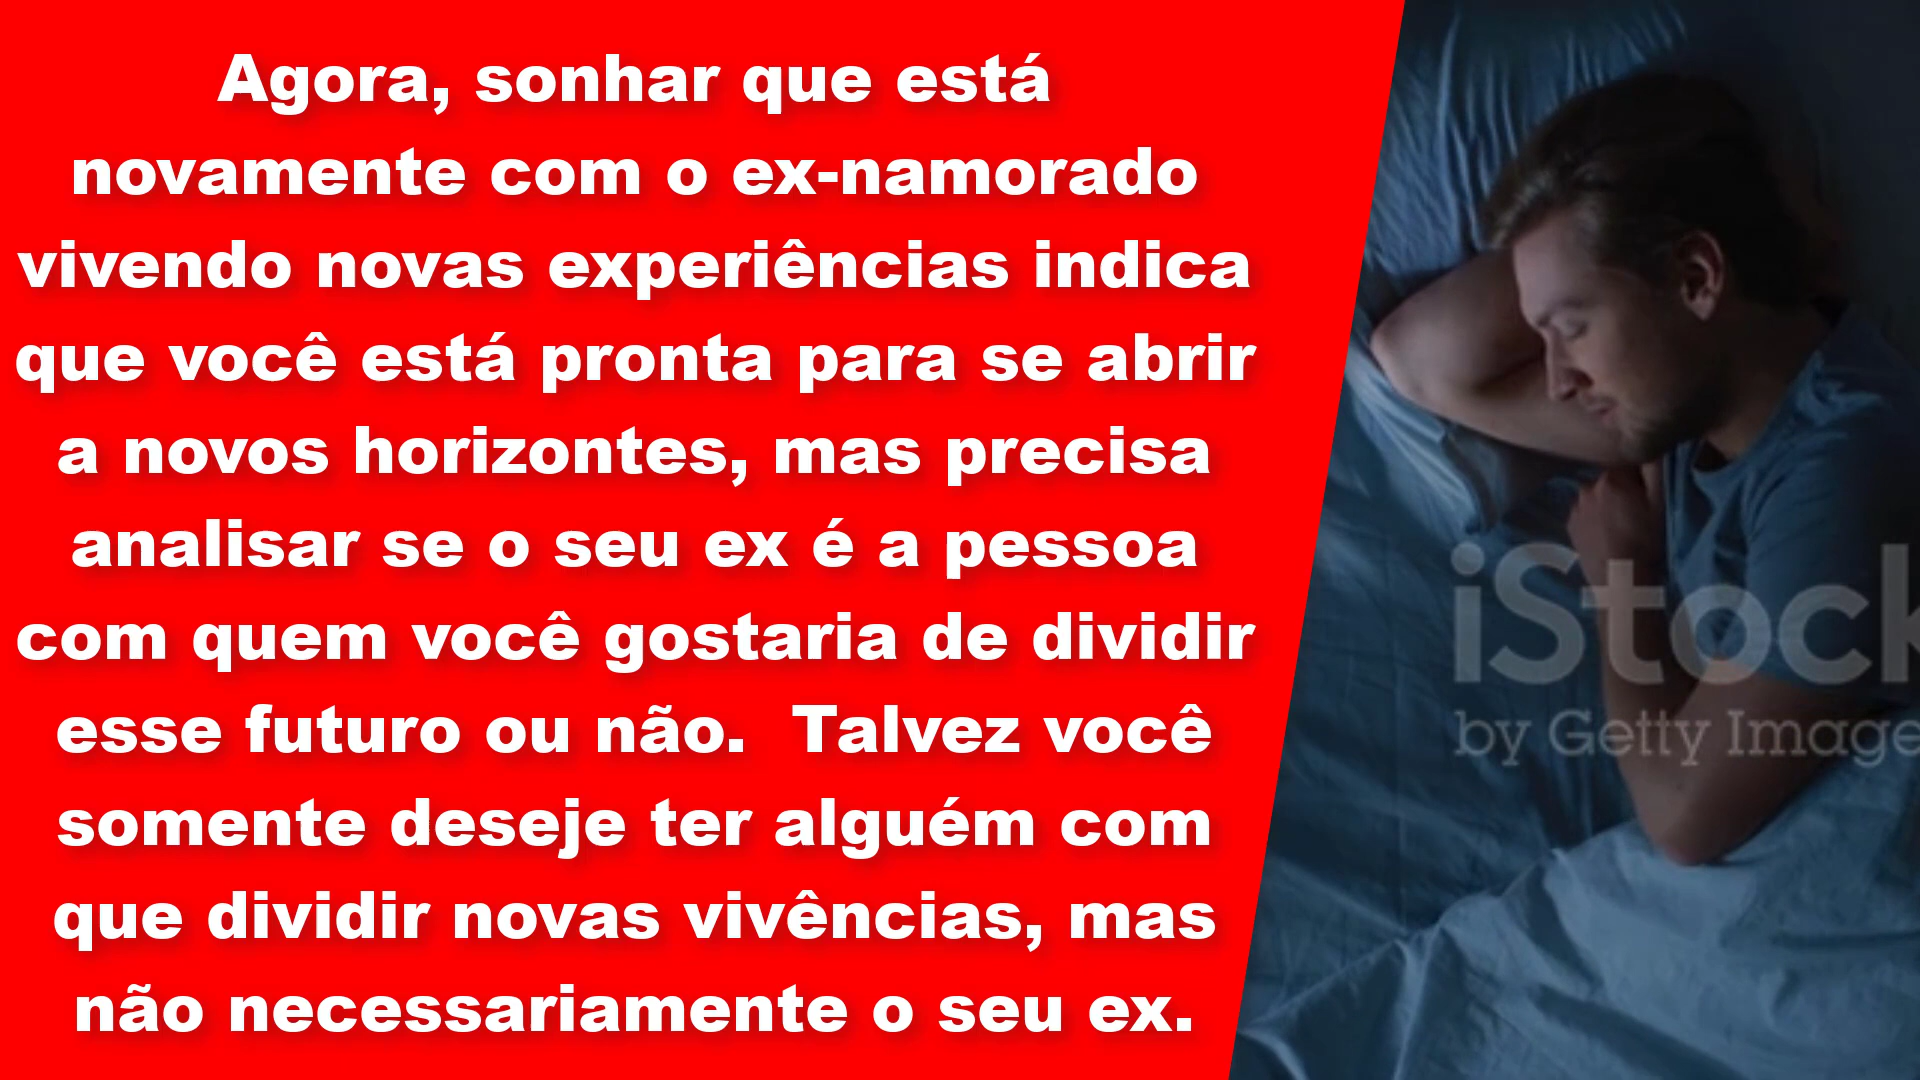 Agora, sonhar que está
novamente com o ex-namorado
vivendo novas experiências indica
que você está pronta para se abrir
a novos horizontes, mas precisa
analisar se o seu ex é a pessoa
com quem você gostaria de dividir
esse futuro ou não.  Talvez você
somente deseje ter alguém com
que dividir novas vivências, mas
não necessariamente o seu ex.
iStock
by Getty Image